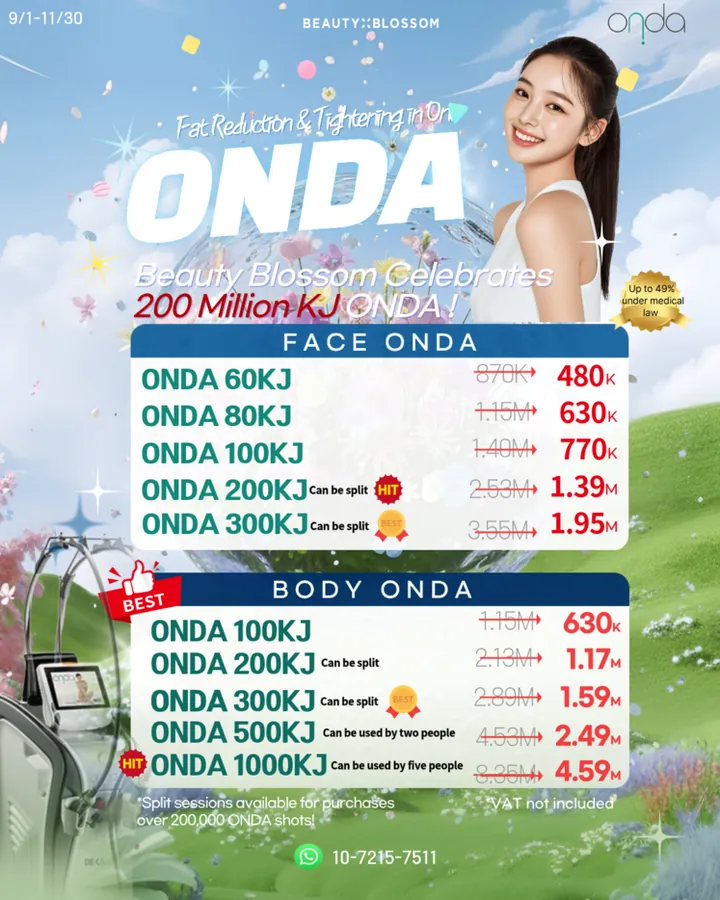 9/1-11/30
BEAUTY BLOSSOM
onda
Fat Reduction & Tightening in On
ONDA
Beauty Blossom Celebrates
200 Million KJ ONDA !
Up to 49%
under medical
law
FACE ONDA
ONDA 60KJ 870K 480K
ONDA 80KJ 1.15M 630K
ONDA 100KJ 1.40M 770K
ONDA 200KJ Can be split HIT 2.53M 1.39M
ONDA 300KJ Can be split BEST 3.55M 1.95M
BEST
BODY ONDA
ONDA 100KJ 1.15M 630K
ONDA 200KJ Can be split 2.13M 1.17M
ONDA 300KJ Can be split BEST 2.89M 1.59M
ONDA 500KJ Can be used by two people 4.53M 2.49M
HIT ONDA 1000KJ Can be used by five people 8.35M 4.59M
*Split sessions available for purchases
over 200,000 ONDA shots!
*VAT not included
10-7215-7511